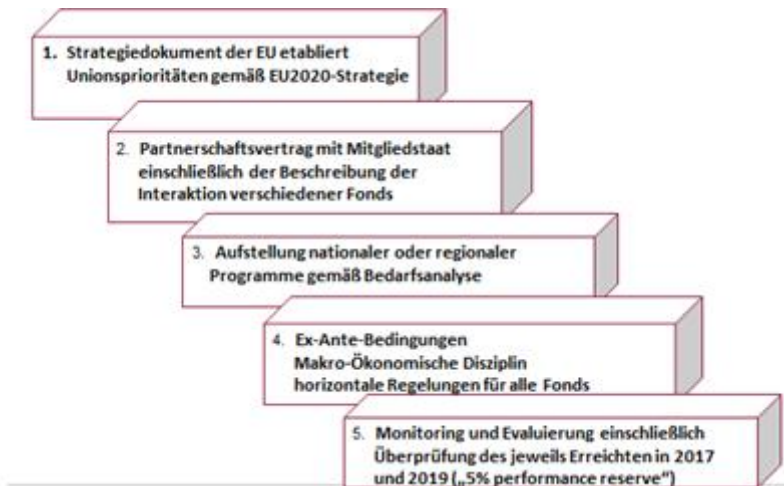 1. Strategiedokument der EU etabliert
Unionsprioritäten gemäß EU2020-Strategie
2. Partnerschaftsvertrag mit Mitgliedstaat
einschließlich der Beschreibung der
Interaktion verschiedener Fonds
3. Aufstellung nationaler oder regionaler
Programme gemäß Bedarfsanalyse
4. Ex-Ante-Bedingungen
Makro-Ökonomische Disziplin
horizontale Regelungen für alle Fonds
5. Monitoring und Evaluierung einschließlich
Überprüfung des jeweils Erreichten in 2017
und 2019 („5% performance reserve“)